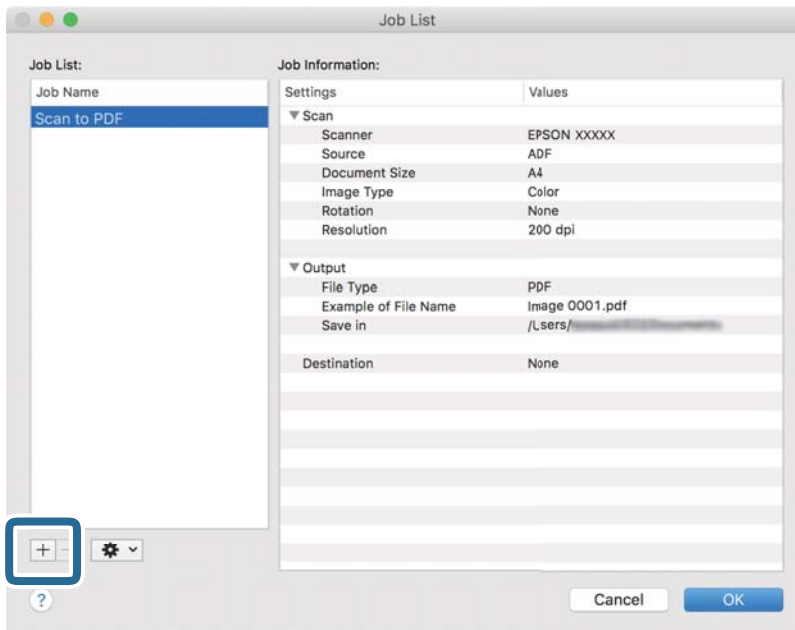 Job List
Job List:
Job Information:
Job Name
Scan to PDF
Settings Values
▼ Scan
Scanner EPSON XXXXX
Source ADF
Document Size A4
Image Type Color
Rotation None
Resolution 200 dpi
▼ Output
File Type PDF
Example of File Name Image 0001.pdf
Save in /Users/
Destination None
+ −
?
Cancel OK